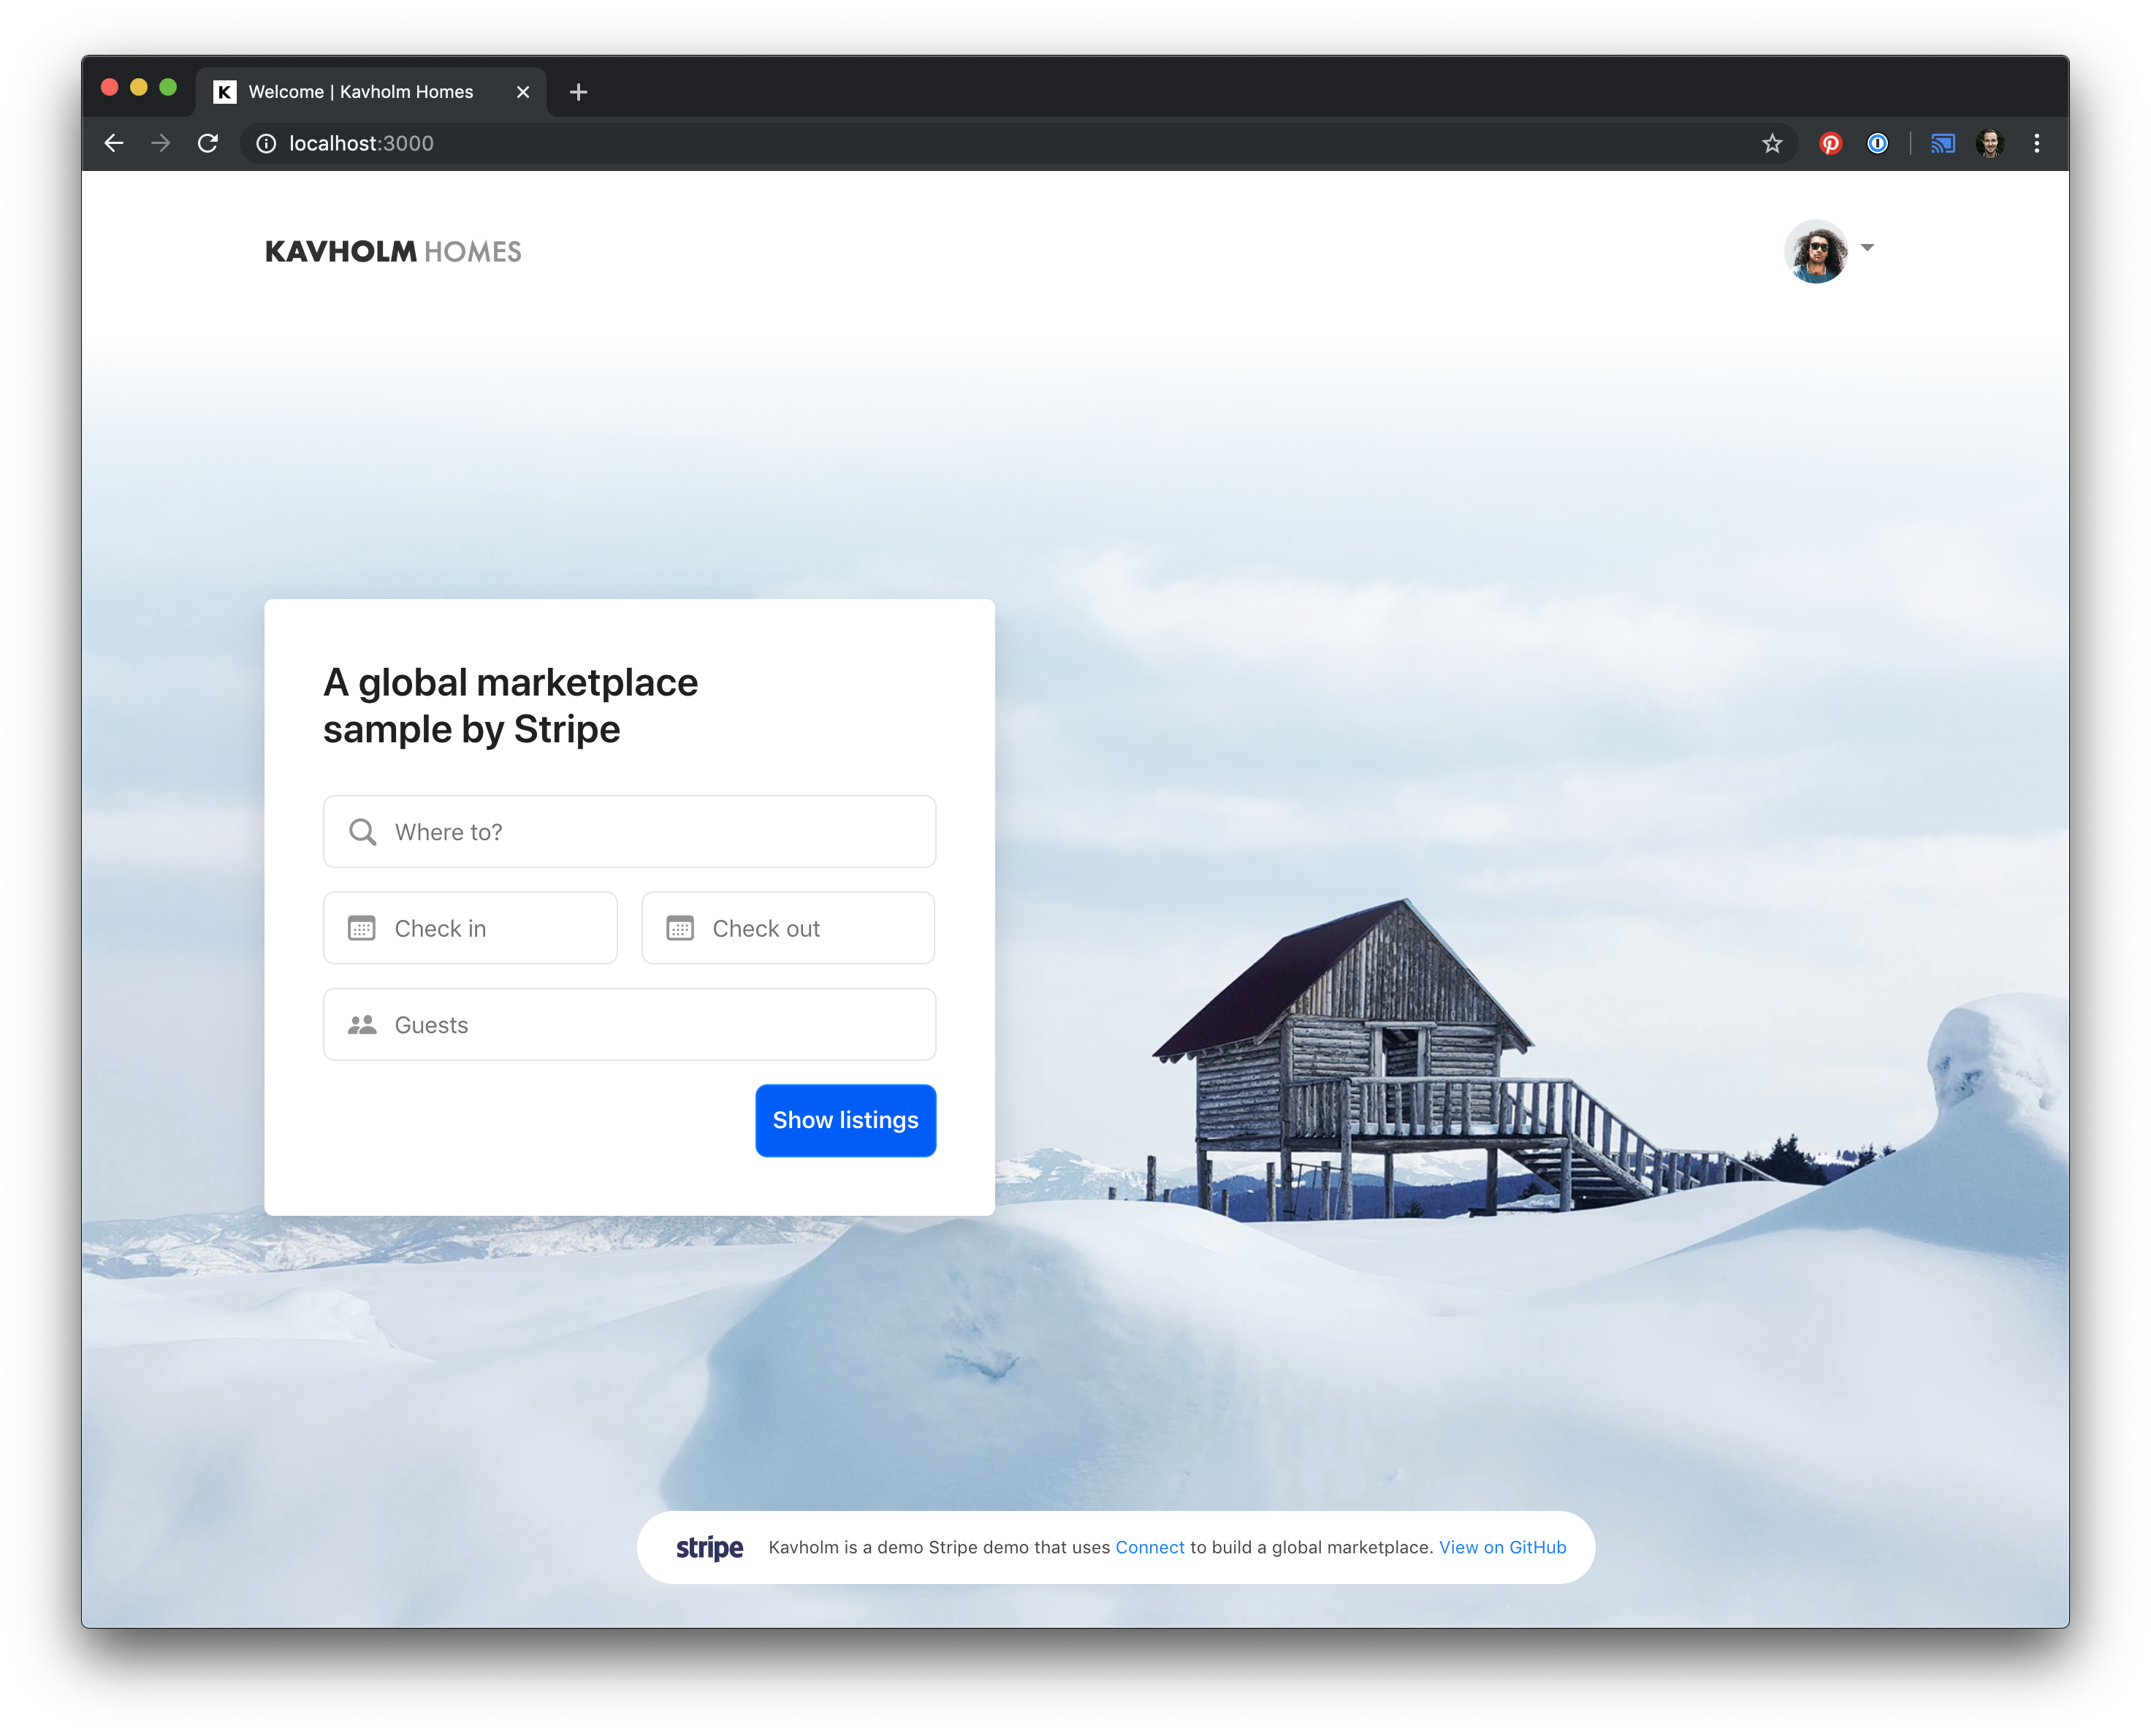 K Welcome | Kavholm Homes
localhost:3000
KAVHOLM HOMES
A global marketplace
sample by Stripe
Where to?
Check in Check out
Guests
Show listings
stripe Kavholm is a demo Stripe demo that uses Connect to build a global marketplace. View on GitHub